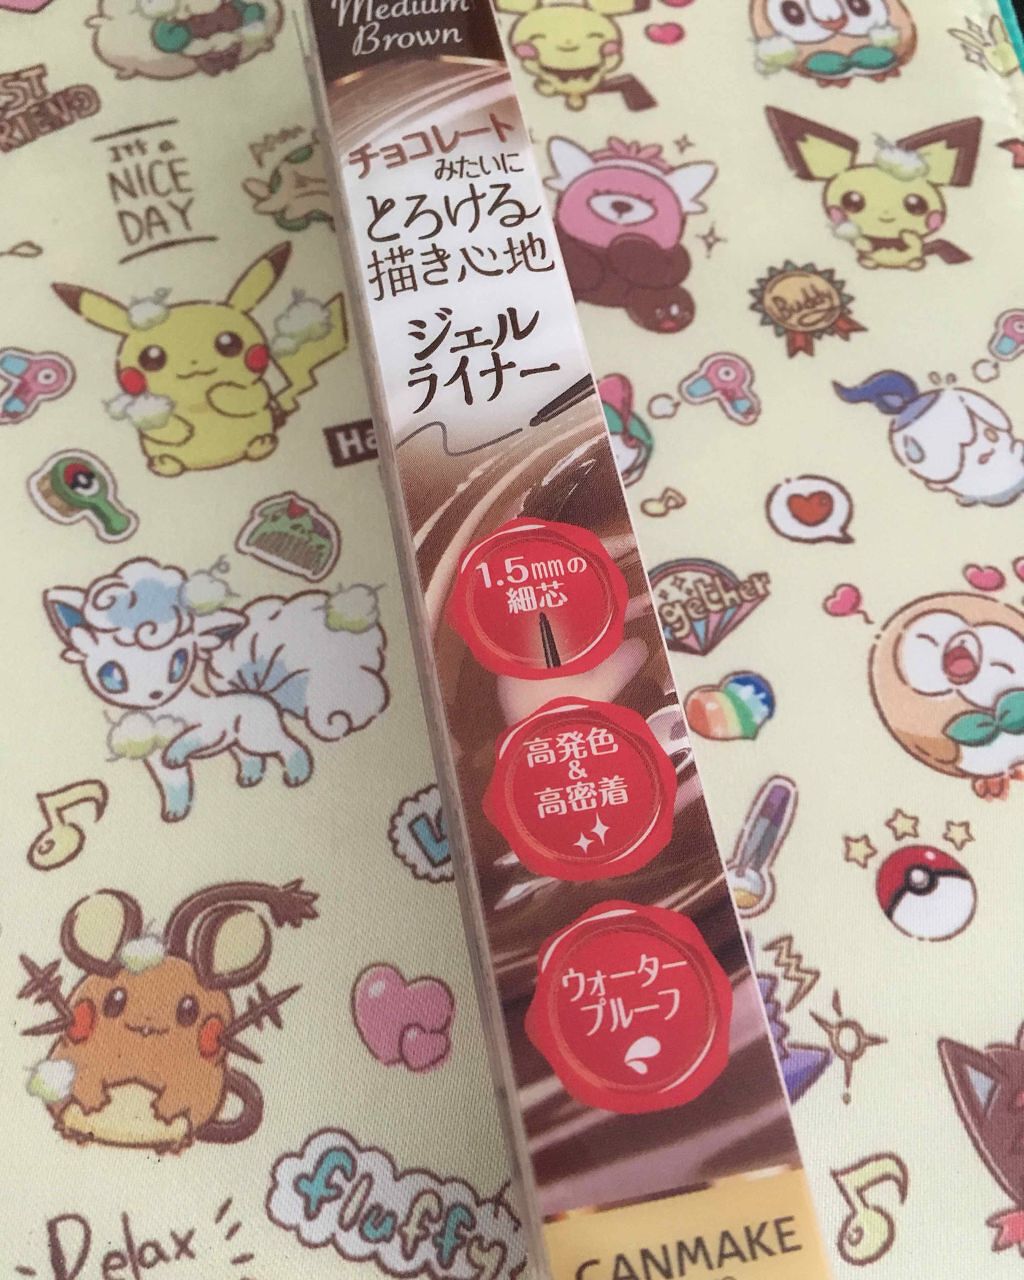 Medium
Brown
チョコレート
みたいに
とろける
描き心地
ジェル
ライナー
1.5mmの
細芯
高発色
&
高密着
ウォーター
プルーフ
CANMAKE
It's a
NICE
DAY
Buddy
gether
fluffy
Relax